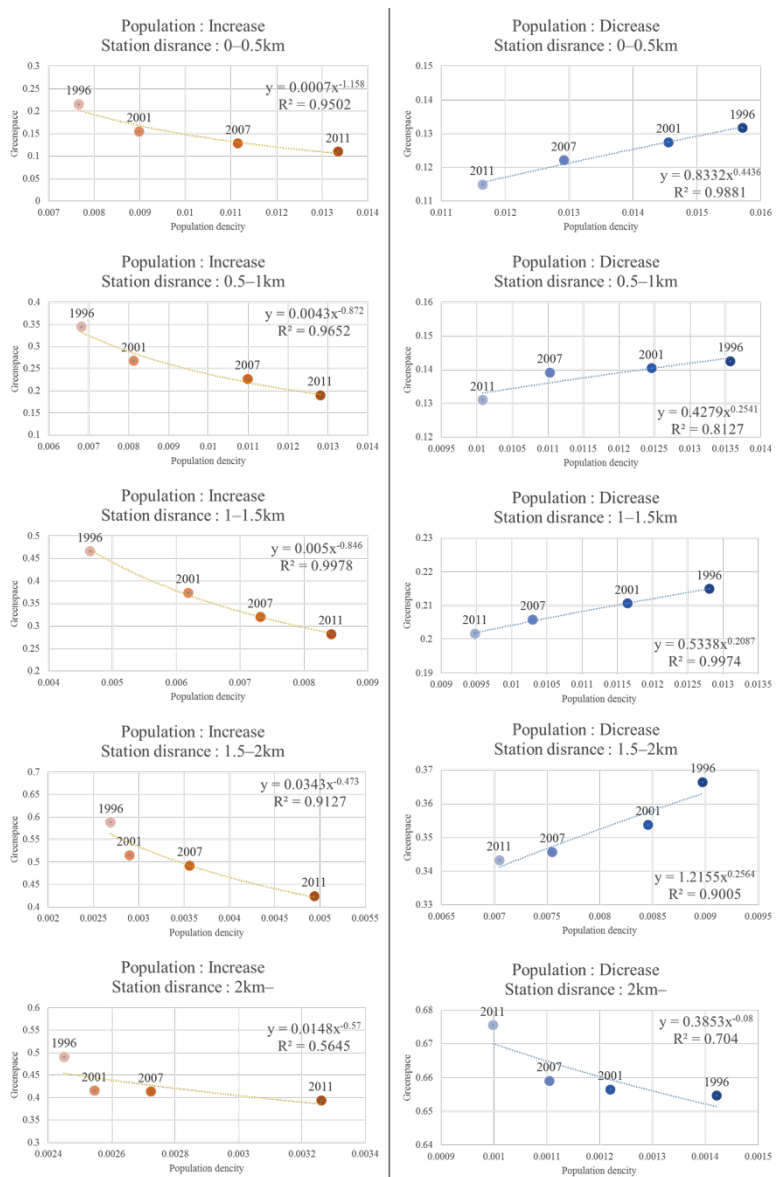 Population : Increase
Station disrance : 0–0.5km
0.3
0.25
0.2
0.15
0.1
0.05
0
Greenspace
1996
2001
2007
2011
y = 0.0007x^-1.158
R² = 0.9502
0.007 0.008 0.009 0.01 0.011 0.012 0.013 0.014
Population dencity
Population : Dicrease
Station disrance : 0–0.5km
0.15
0.14
0.13
0.12
0.11
Greenspace
2011
2007
2001
1996
y = 0.8332x^0.4436
R² = 0.9881
0.011 0.012 0.013 0.014 0.015 0.016
Population dencity
Population : Increase
Station disrance : 0.5–1km
0.4
0.35
0.3
0.25
0.2
0.15
0.1
Greenspace
1996
2001
2007
2011
y = 0.0043x^-0.872
R² = 0.9652
0.006 0.007 0.008 0.009 0.01 0.011 0.012 0.013 0.014
Population dencity
Population : Dicrease
Station disrance : 0.5–1km
0.16
0.15
0.14
0.13
0.12
Greenspace
2011
2007
2001
1996
y = 0.4279x^0.2541
R² = 0.8127
0.0095 0.01 0.0105 0.011 0.0115 0.012 0.0125 0.013 0.0135 0.014
Population dencity
Population : Increase
Station disrance : 1–1.5km
0.5
0.45
0.4
0.35
0.3
0.25
0.2
Greenspace
1996
2001
2007
2011
y = 0.005x^-0.846
R² = 0.9978
0.004 0.005 0.006 0.007 0.008 0.009
Population dencity
Population : Dicrease
Station disrance : 1–1.5km
0.23
0.22
0.21
0.2
0.19
Greenspace
2011
2007
2001
1996
y = 0.5338x^0.2087
R² = 0.9974
0.009 0.0095 0.01 0.0105 0.011 0.0115 0.012 0.0125 0.013 0.0135
Population dencity
Population : Increase
Station disrance : 1.5–2km
0.7
0.65
0.6
0.55
0.5
0.45
0.4
Greenspace
1996
2001
2007
2011
y = 0.0343x^-0.473
R² = 0.9127
0.002 0.0025 0.003 0.0035 0.004 0.0045 0.005 0.0055
Population dencity
Population : Dicrease
Station disrance : 1.5–2km
0.37
0.36
0.35
0.34
0.33
Greenspace
2011
2007
2001
1996
y = 1.2155x^0.2564
R² = 0.9005
0.0065 0.007 0.0075 0.008 0.0085 0.009 0.0095
Population dencity
Population : Increase
Station disrance : 2km–
0.6
0.55
0.5
0.45
0.4
0.35
0.3
Greenspace
1996
2001
2007
2011
y = 0.0148x^-0.57
R² = 0.5645
0.0024 0.0026 0.0028 0.003 0.0032 0.0034
Population dencity
Population : Dicrease
Station disrance : 2km–
0.68
0.67
0.66
0.65
0.64
Greenspace
2011
2007
2001
1996
y = 0.3853x^-0.08
R² = 0.704
0.0009 0.001 0.0011 0.0012 0.0013 0.0014 0.0015
Population dencity